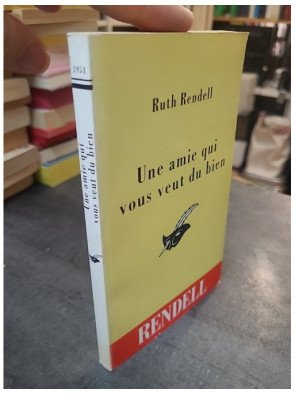 Ruth Rendell
Une amie qui
vous veut du bien
RENDELL
1951
Une amie qui
vous veut du bien